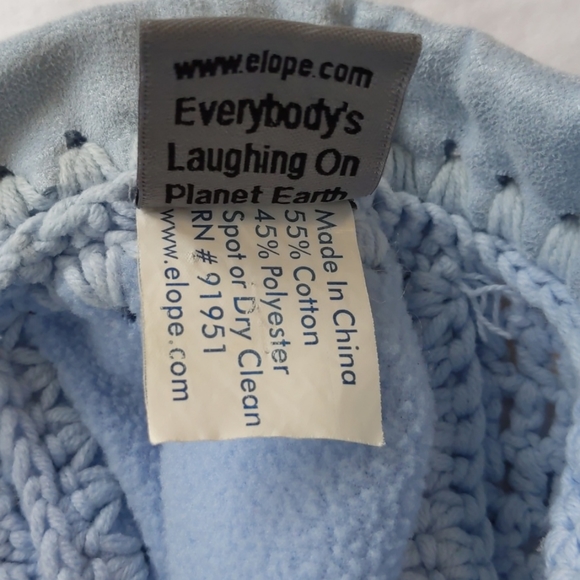 www.elope.com
Everybody's
Laughing On
Planet Earth
Made In China
55% Cotton
45% Polyester
Spot or Dry Clean
RN # 91951
www.elope.com